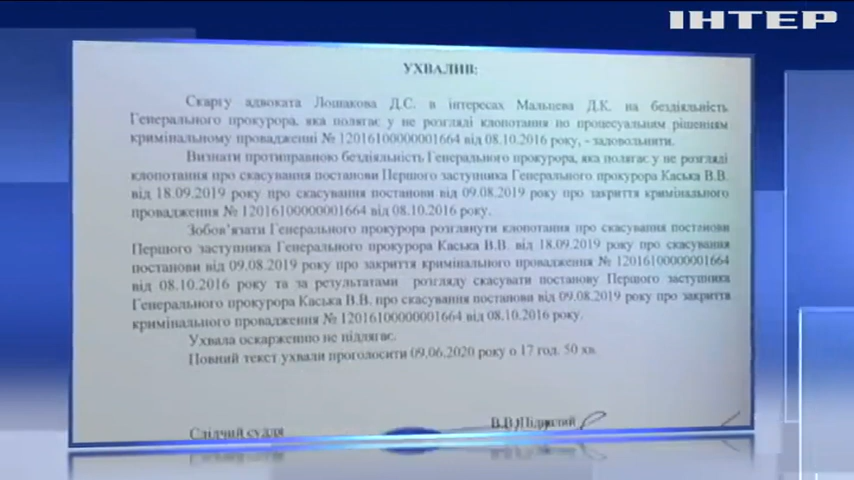 ІНТЕР
УХВАЛИВ:
Скаргу адвоката Лошакова Д.С. в інтересах Мальцева Д.К. на бездіяльність
Генерального прокурора, яка полягає у не розгляді клопотання по процесуальним рішенням
кримінальному провадженні № 12016100000001664 від 08.10.2016 року, - задовольнити.
Визнати протиправною бездіяльність Генерального прокурора, яка полягає у не розгляді
клопотання про скасування постанови Першого заступника Генерального прокурора Каська В.В.
від 18.09.2019 року про скасування постанови від 09.08.2019 року про закриття кримінального
провадження № 12016100000001664 від 08.10.2016 року.
Зобов'язати Генерального прокурора розглянути клопотання про скасування постанови
Першого заступника Генерального прокурора Каська В.В. від 18.09.2019 року про скасування
постанови від 09.08.2019 року про закриття кримінального провадження № 12016100000001664
від 08.10.2016 року та за результатами розгляду скасувати постанову Першого заступника
Генерального прокурора Каська В.В. про скасування постанови від 09.08.2019 року про закриття
кримінального провадження № 12016100000001664 від 08.10.2016 року.
Ухвала оскарженню не підлягає.
Повний текст ухвали проголосити 09.06.2020 року о 17 год. 50 хв.
Слідчий суддя В.В.